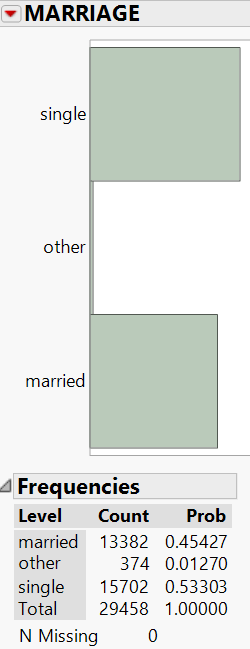 MARRIAGE
single
other
married
Frequencies
Level Count Prob
married 13382 0.45427
other 374 0.01270
single 15702 0.53303
Total 29458 1.00000
N Missing 0